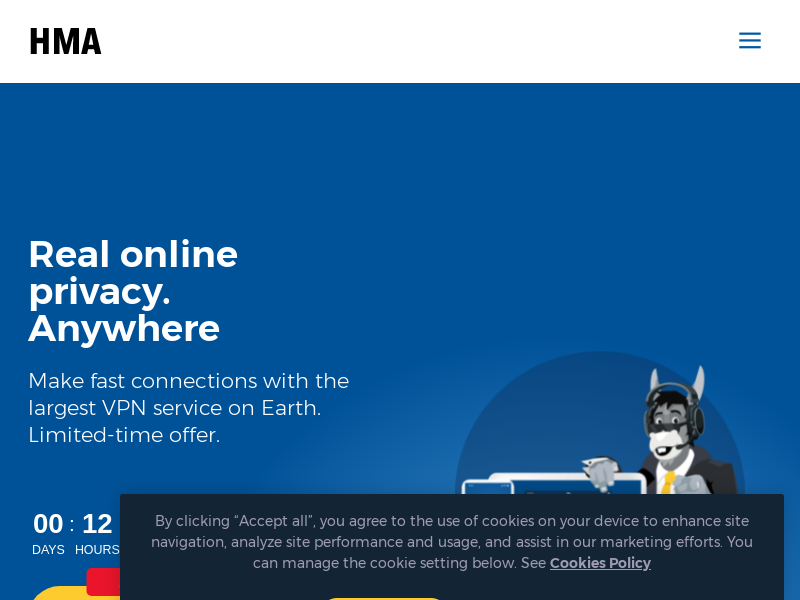 HMA
Real online
privacy.
Anywhere
Make fast connections with the
largest VPN service on Earth.
Limited-time offer.
00 : 12
DAYS HOURS
By clicking “Accept all”, you agree to the use of cookies on your device to enhance site
navigation, analyze site performance and usage, and assist in our marketing efforts. You
can manage the cookie setting below. See Cookies Policy